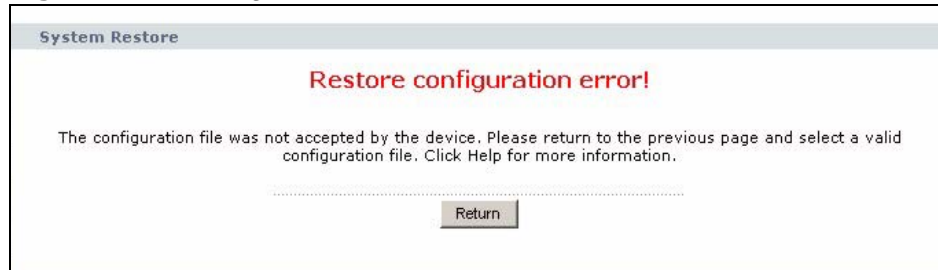 System Restore
Restore configuration error!
The configuration file was not accepted by the device. Please return to the previous page and select a valid
configuration file. Click Help for more information.
Return